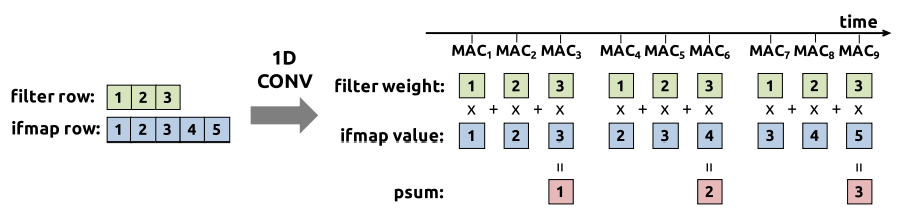 time
MAC₁ MAC₂ MAC₃ MAC₄ MAC₅ MAC₆ MAC₇ MAC₈ MAC₉
1D
CONV
filter row: 1 2 3
ifmap row: 1 2 3 4 5
filter weight: 1 2 3 1 2 3 1 2 3
x + x + x x + x + x x + x + x
ifmap value: 1 2 3 2 3 4 3 4 5
= = =
psum: 1 2 3